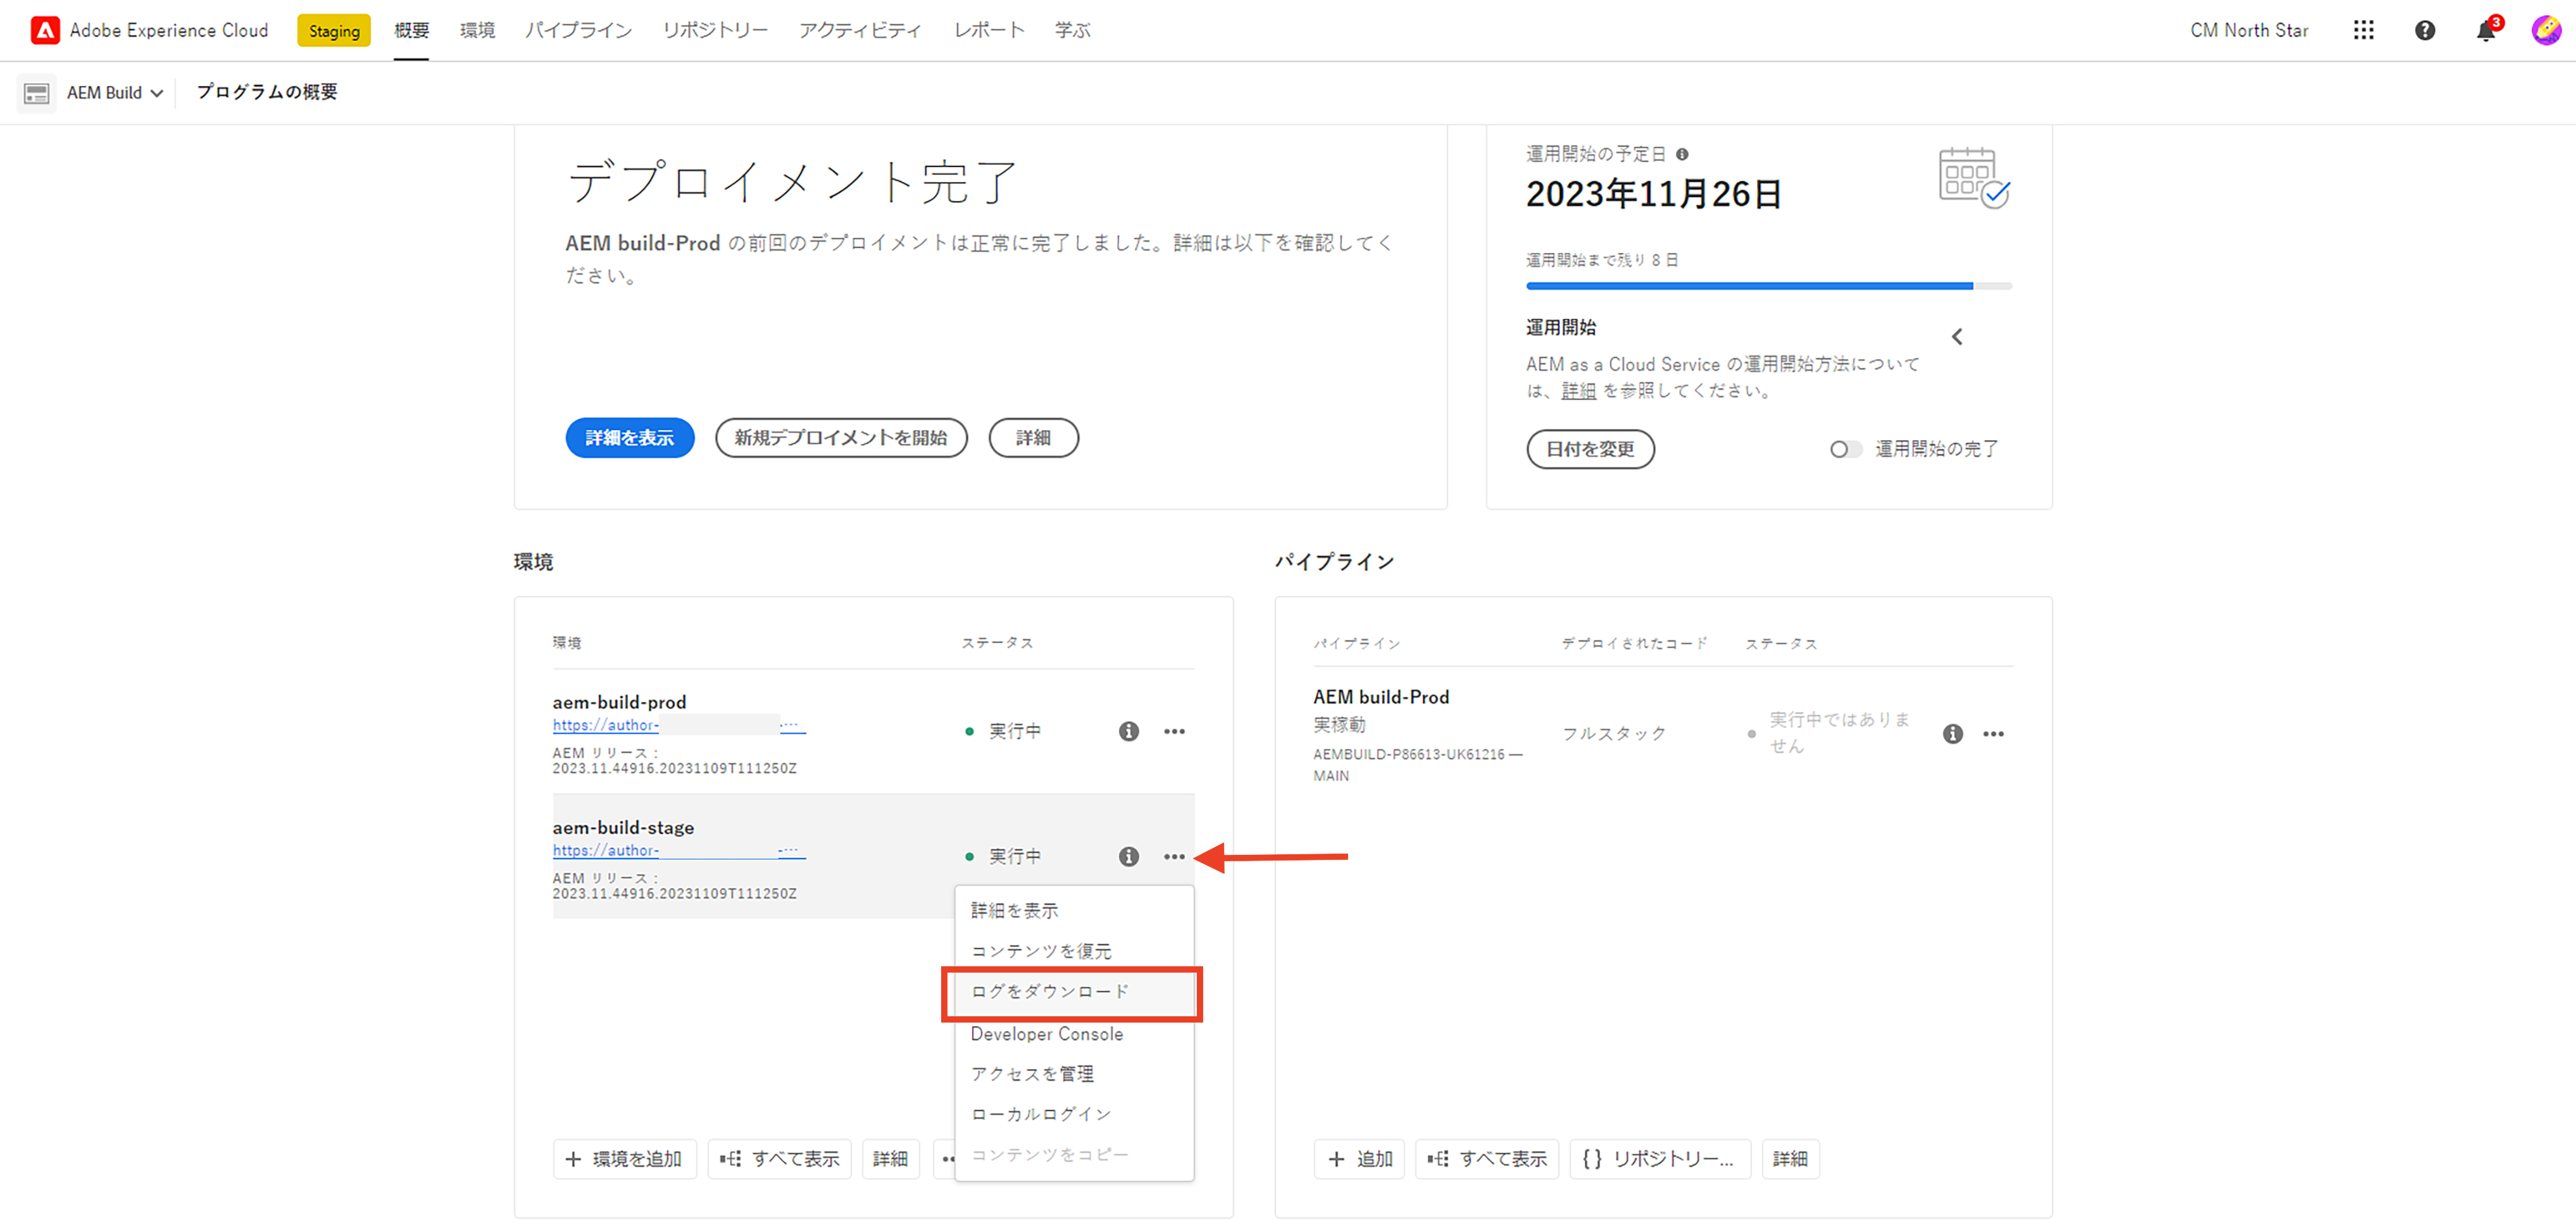 Adobe Experience Cloud Staging 概要 環境 パイプライン リポジトリー アクティビティ レポート 学ぶ CM North Star 3
AEM Build プログラムの概要
デプロイメント完了
AEM build-Prod の前回のデプロイメントは正常に完了しました。詳細は以下を確認してく
ださい。
詳細を表示 新規デプロイメントを開始 詳細
運用開始の予定日
2023年11月26日
運用開始まで残り 8 日
運用開始
AEM as a Cloud Service の運用開始方法について
は、詳細 を参照してください。
日付を変更 運用開始の完了
環境
環境 ステータス
aem-build-prod
https://author- -...
実行中
AEM リリース :
2023.11.44916.20231109T111250Z
aem-build-stage
https://author- -...
実行中
AEM リリース :
2023.11.44916.20231109T111250Z
詳細を表示
コンテンツを復元
ログをダウンロード
Developer Console
アクセスを管理
ローカルログイン
コンテンツをコピー
環境を追加 すべて表示 詳細
パイプライン
パイプライン デプロイされたコード ステータス
AEM build-Prod
実稼動
AEMBUILD-P86613-UK61216 —
MAIN
フルスタック
実行中ではありま
せん
追加 すべて表示 リポジトリー... 詳細